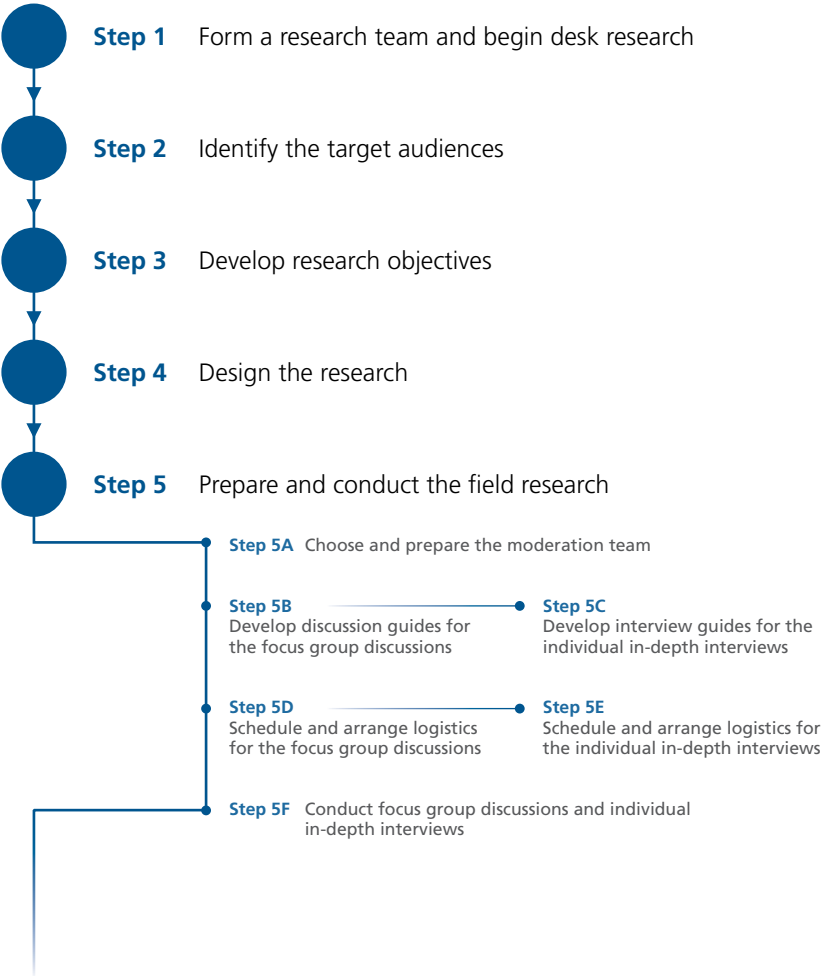 Step 1 Form a research team and begin desk research
Step 2 Identify the target audiences
Step 3 Develop research objectives
Step 4 Design the research
Step 5 Prepare and conduct the field research
Step 5A Choose and prepare the moderation team
Step 5B
Develop discussion guides for
the focus group discussions
Step 5C
Develop interview guides for the
individual in-depth interviews
Step 5D
Schedule and arrange logistics
for the focus group discussions
Step 5E
Schedule and arrange logistics for
the individual in-depth interviews
Step 5F Conduct focus group discussions and individual
in-depth interviews